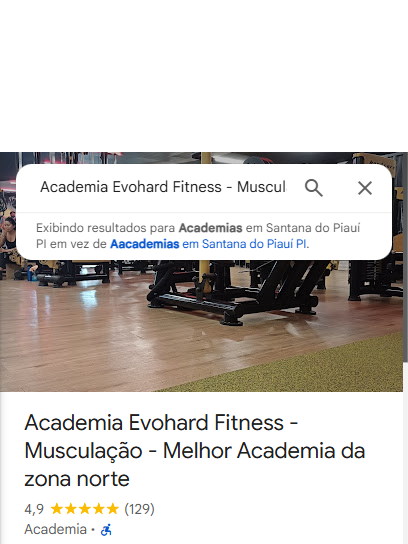 Academia Evohard Fitness - Muscul
Exibindo resultados para Academias em Santana do Piauí
PI em vez de Aacademias em Santana do Piauí PI.
Academia Evohard Fitness -
Musculação - Melhor Academia da
zona norte
4,9 (129)
Academia ·